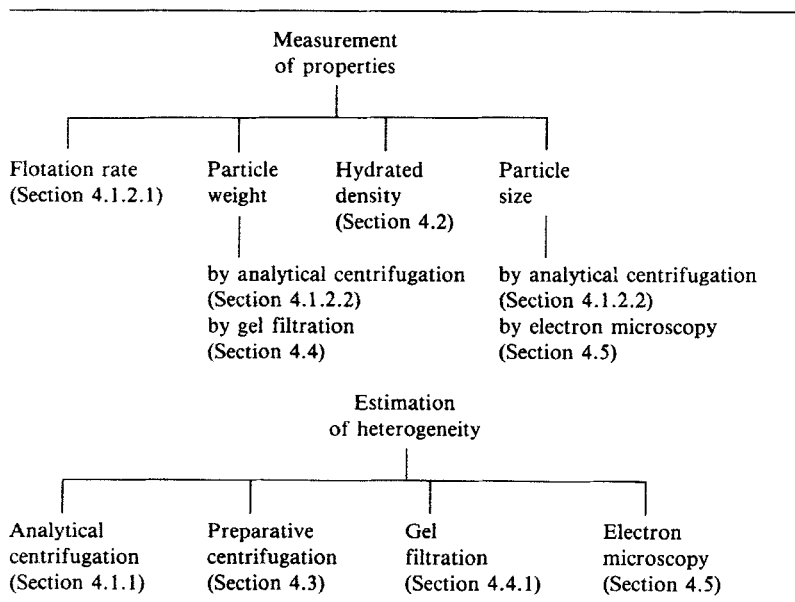 Measurement
of properties
Flotation rate
(Section 4.1.2.1)
Particle
weight
Hydrated
density
(Section 4.2)
Particle
size
by analytical centrifugation
(Section 4.1.2.2)
by gel filtration
(Section 4.4)
by analytical centrifugation
(Section 4.1.2.2)
by electron microscopy
(Section 4.5)
Estimation
of heterogeneity
Analytical
centrifugation
(Section 4.1.1)
Preparative
centrifugation
(Section 4.3)
Gel
filtration
(Section 4.4.1)
Electron
microscopy
(Section 4.5)